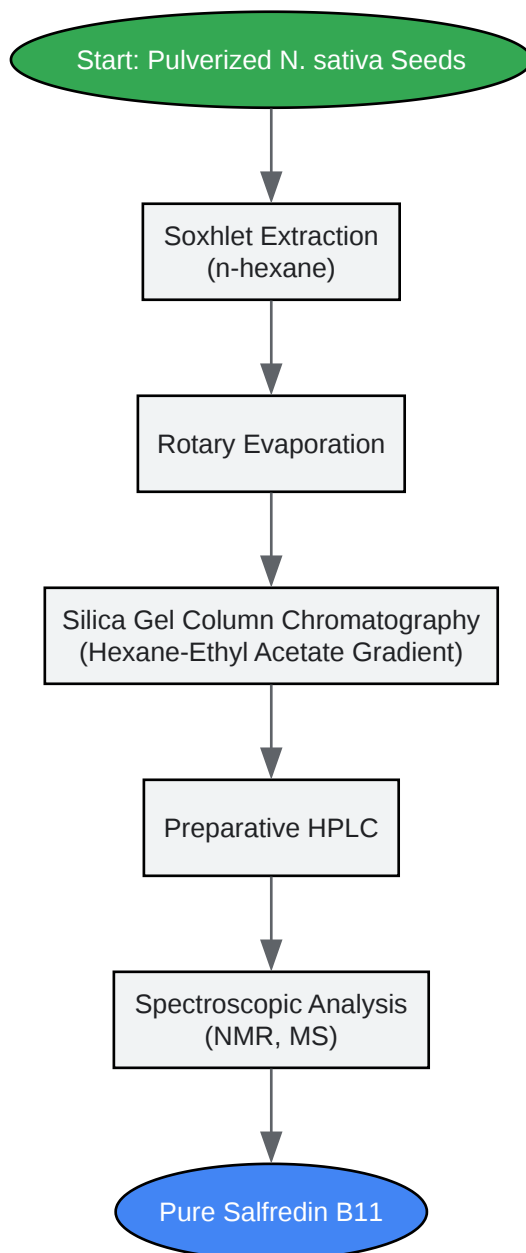 Start: Pulverized N. sativa Seeds
Soxhlet Extraction
(n-hexane)
Rotary Evaporation
Silica Gel Column Chromatography
(Hexane-Ethyl Acetate Gradient)
Preparative HPLC
Spectroscopic Analysis
(NMR, MS)
Pure Salfredin B11